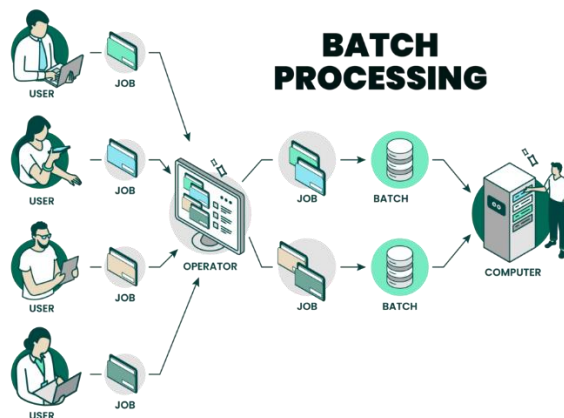 BATCH
PROCESSING
USER
JOB
USER
JOB
USER
JOB
USER
JOB
OPERATOR
JOB
BATCH
JOB
BATCH
COMPUTER